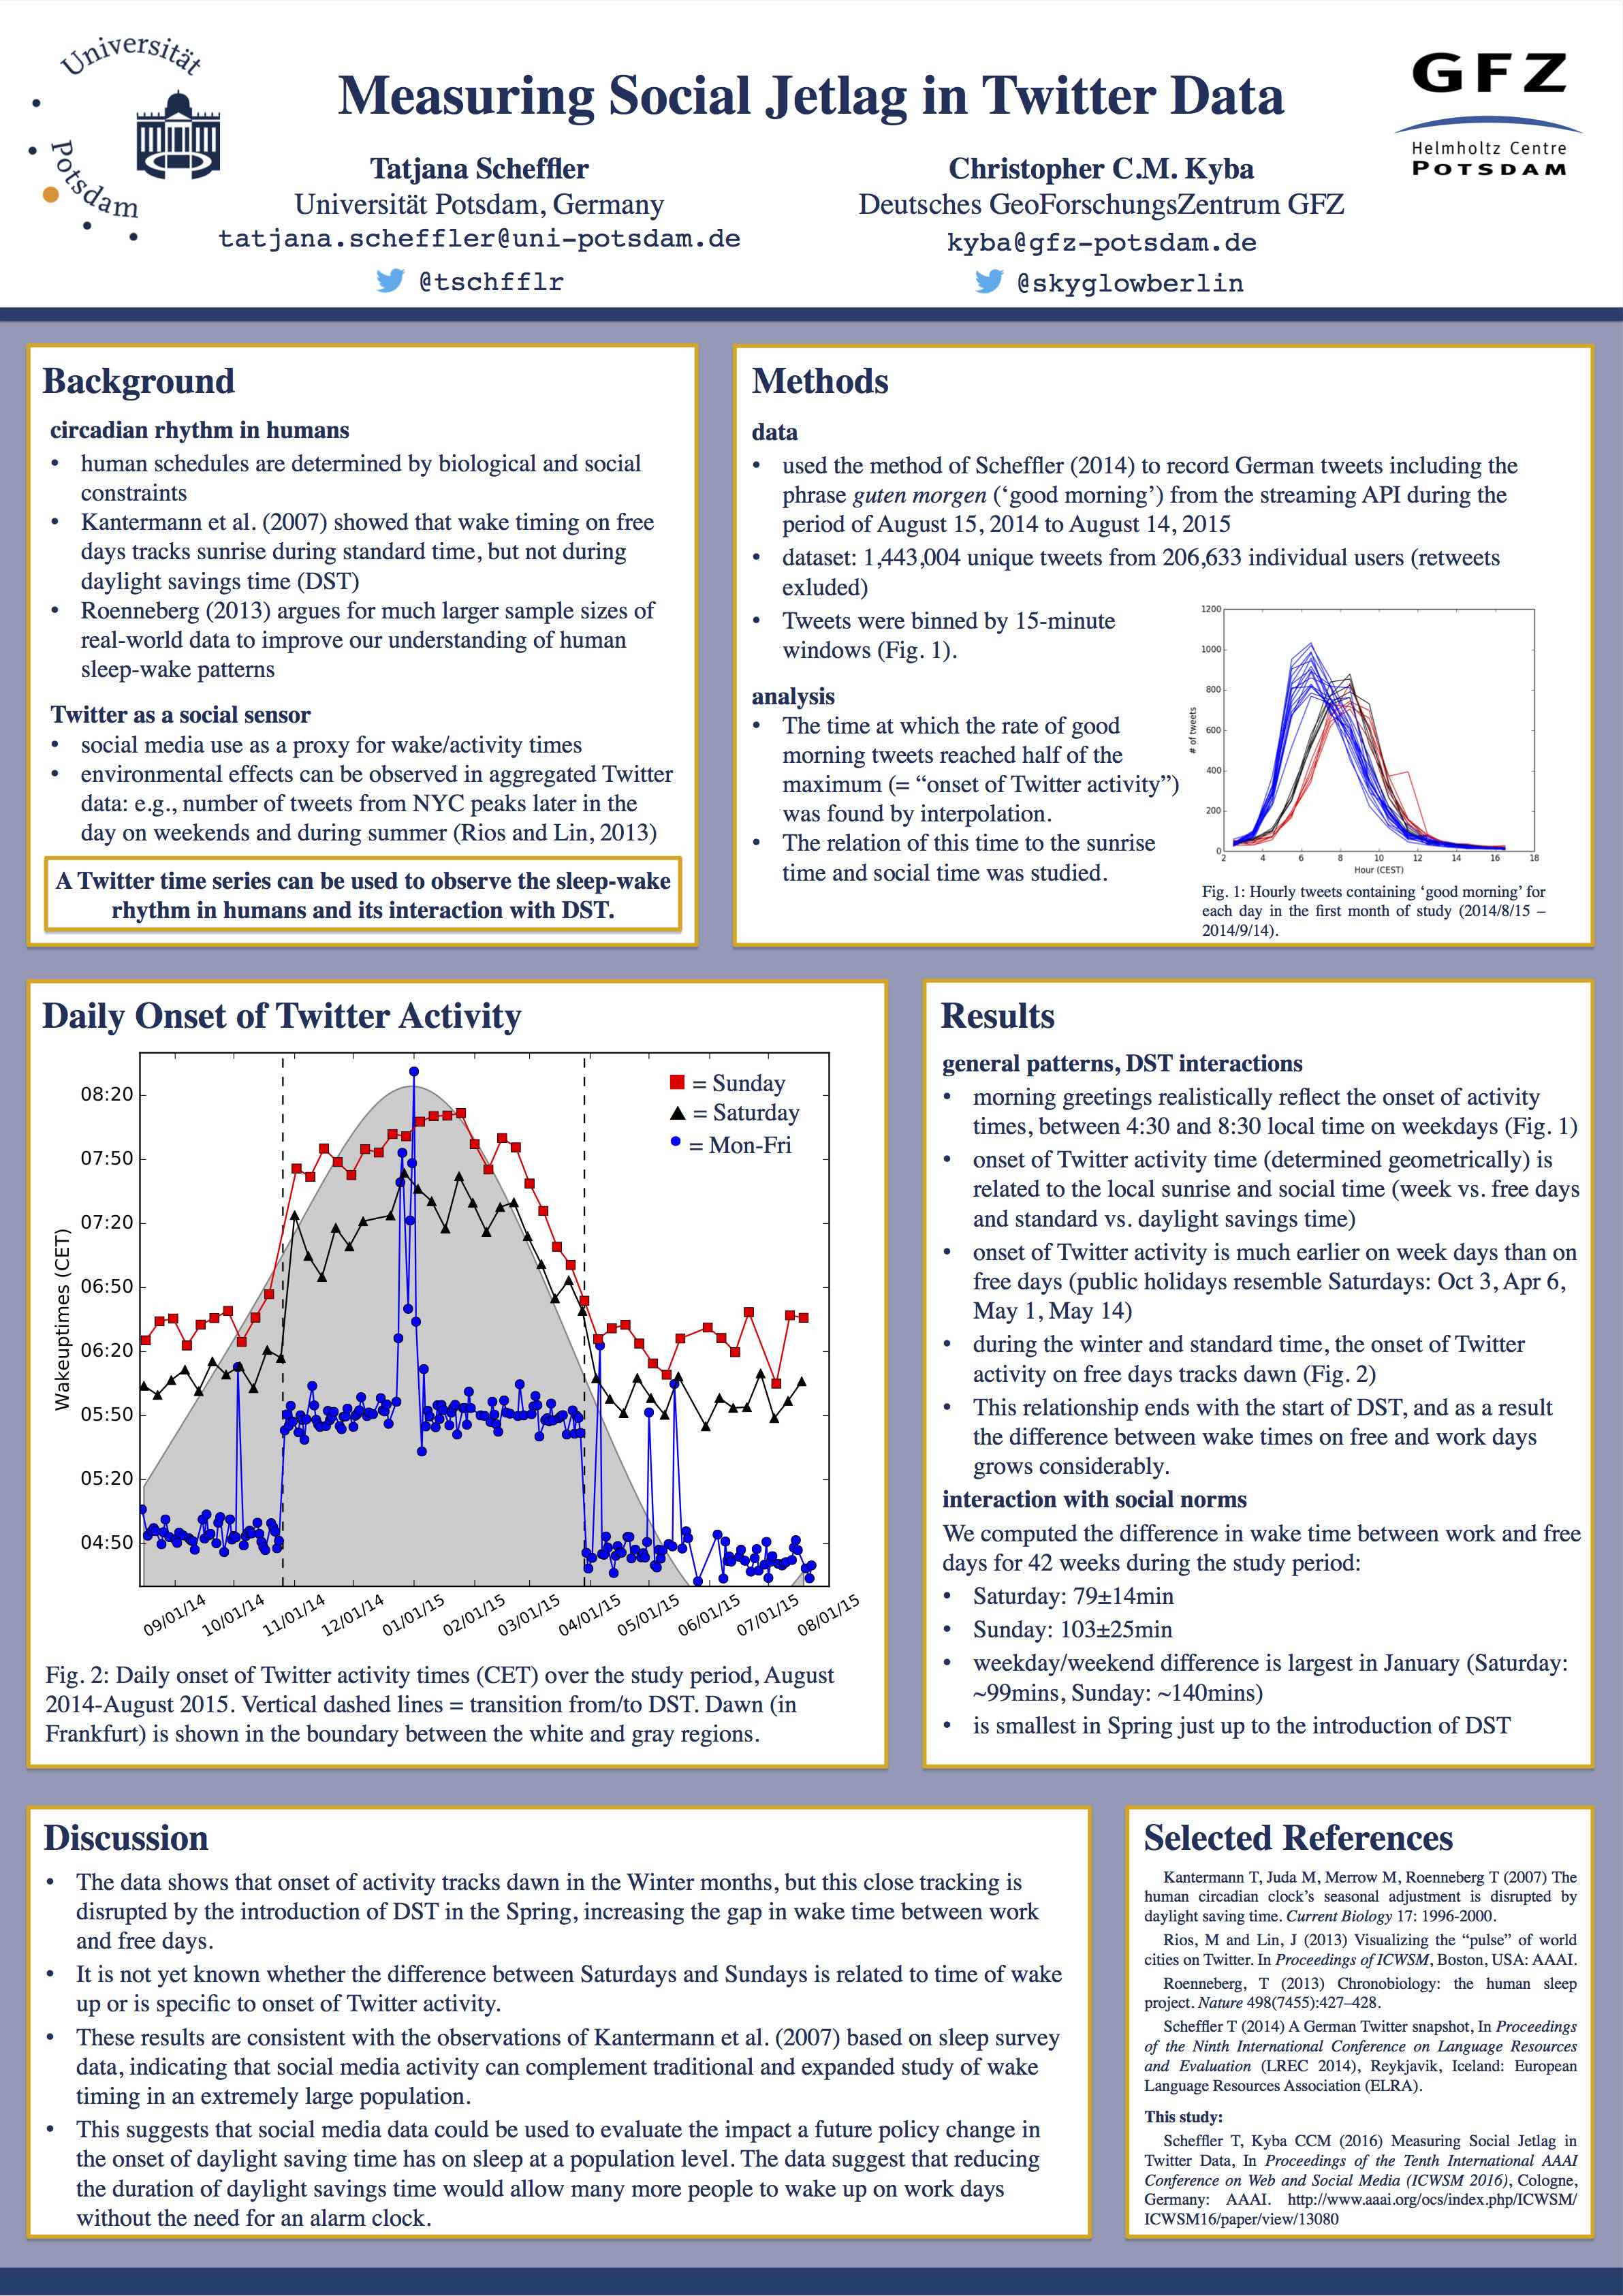 Universität
Potsdam
Measuring Social Jetlag in Twitter Data
GFZ
Helmholtz Centre
POTSDAM
Tatjana Scheffler
Universität Potsdam, Germany
tatjana.scheffler@uni-potsdam.de
@tschfflr
Christopher C.M. Kyba
Deutsches GeoForschungsZentrum GFZ
kyba@gfz-potsdam.de
@skyglowberlin
Background
circadian rhythm in humans
• human schedules are determined by biological and social
constraints
• Kantermann et al. (2007) showed that wake timing on free
days tracks sunrise during standard time, but not during
daylight savings time (DST)
• Roenneberg (2013) argues for much larger sample sizes of
real-world data to improve our understanding of human
sleep-wake patterns
Twitter as a social sensor
• social media use as a proxy for wake/activity times
• environmental effects can be observed in aggregated Twitter
data: e.g., number of tweets from NYC peaks later in the
day on weekends and during summer (Rios and Lin, 2013)
A Twitter time series can be used to observe the sleep-wake
rhythm in humans and its interaction with DST.
Methods
data
• used the method of Scheffler (2014) to record German tweets including the
phrase guten morgen (‘good morning’) from the streaming API during the
period of August 15, 2014 to August 14, 2015
• dataset: 1,443,004 unique tweets from 206,633 individual users (retweets
exluded)
• Tweets were binned by 15-minute
windows (Fig. 1).
analysis
• The time at which the rate of good
morning tweets reached half of the
maximum (= “onset of Twitter activity”)
was found by interpolation.
• The relation of this time to the sunrise
time and social time was studied.
1200
1000
800
600
400
200
0
# of tweets
2 4 6 8 10 12 14 16 18
Hour (CEST)
Fig. 1: Hourly tweets containing ‘good morning’ for
each day in the first month of study (2014/8/15 –
2014/9/14).
Daily Onset of Twitter Activity
= Sunday
= Saturday
= Mon-Fri
08:20
07:50
07:20
06:50
06:20
05:50
05:20
04:50
Wakeuptimes (CET)
09/01/14 10/01/14 11/01/14 12/01/14 01/01/15 02/01/15 03/01/15 04/01/15 05/01/15 06/01/15 07/01/15 08/01/15
Fig. 2: Daily onset of Twitter activity times (CET) over the study period, August
2014-August 2015. Vertical dashed lines = transition from/to DST. Dawn (in
Frankfurt) is shown in the boundary between the white and gray regions.
Results
general patterns, DST interactions
• morning greetings realistically reflect the onset of activity
times, between 4:30 and 8:30 local time on weekdays (Fig. 1)
• onset of Twitter activity time (determined geometrically) is
related to the local sunrise and social time (week vs. free days
and standard vs. daylight savings time)
• onset of Twitter activity is much earlier on week days than on
free days (public holidays resemble Saturdays: Oct 3, Apr 6,
May 1, May 14)
• during the winter and standard time, the onset of Twitter
activity on free days tracks dawn (Fig. 2)
• This relationship ends with the start of DST, and as a result
the difference between wake times on free and work days
grows considerably.
interaction with social norms
We computed the difference in wake time between work and free
days for 42 weeks during the study period:
• Saturday: 79±14min
• Sunday: 103±25min
• weekday/weekend difference is largest in January (Saturday:
~99mins, Sunday: ~140mins)
• is smallest in Spring just up to the introduction of DST
Discussion
• The data shows that onset of activity tracks dawn in the Winter months, but this close tracking is
disrupted by the introduction of DST in the Spring, increasing the gap in wake time between work
and free days.
• It is not yet known whether the difference between Saturdays and Sundays is related to time of wake
up or is specific to onset of Twitter activity.
• These results are consistent with the observations of Kantermann et al. (2007) based on sleep survey
data, indicating that social media activity can complement traditional and expanded study of wake
timing in an extremely large population.
• This suggests that social media data could be used to evaluate the impact a future policy change in
the onset of daylight saving time has on sleep at a population level. The data suggest that reducing
the duration of daylight savings time would allow many more people to wake up on work days
without the need for an alarm clock.
Selected References
Kantermann T, Juda M, Merrow M, Roenneberg T (2007) The
human circadian clock’s seasonal adjustment is disrupted by
daylight saving time. Current Biology 17: 1996-2000.
Rios, M and Lin, J (2013) Visualizing the “pulse” of world
cities on Twitter. In Proceedings of ICWSM, Boston, USA: AAAI.
Roenneberg, T (2013) Chronobiology: the human sleep
project. Nature 498(7455):427–428.
Scheffler T (2014) A German Twitter snapshot, In Proceedings
of the Ninth International Conference on Language Resources
and Evaluation (LREC 2014), Reykjavik, Iceland: European
Language Resources Association (ELRA).
This study:
Scheffler T, Kyba CCM (2016) Measuring Social Jetlag in
Twitter Data, In Proceedings of the Tenth International AAAI
Conference on Web and Social Media (ICWSM 2016), Cologne,
Germany: AAAI. http://www.aaai.org/ocs/index.php/ICWSM/
ICWSM16/paper/view/13080